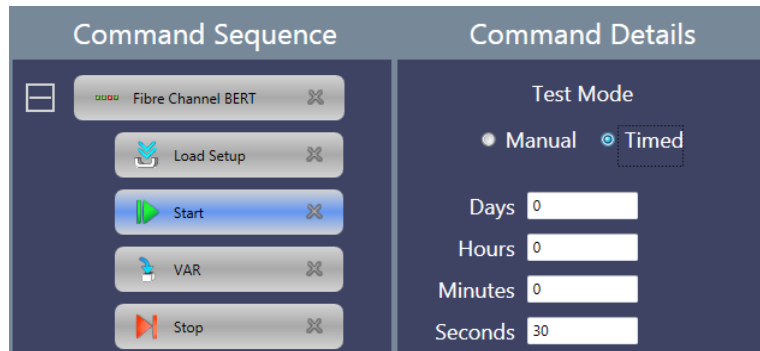 Command Sequence
Fibre Channel BERT
Load Setup
Start
VAR
Stop
Command Details
Test Mode
Manual Timed
Days 0
Hours 0
Minutes 0
Seconds 30